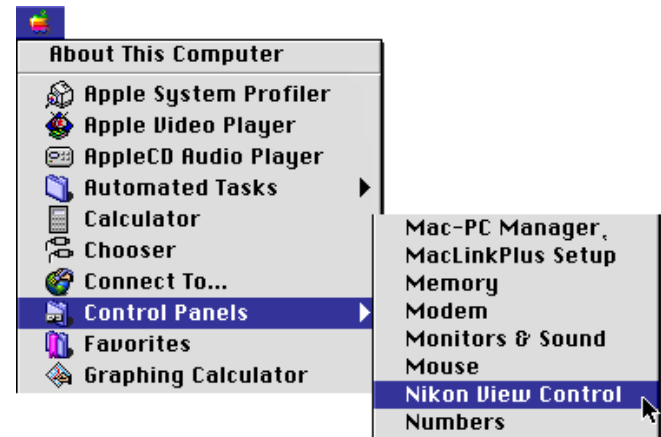 About This Computer
Apple System Profiler
Apple Video Player
AppleCD Audio Player
Automated Tasks
Calculator
Chooser
Connect To...
Control Panels
Favorites
Graphing Calculator
Mac-PC Manager
MacLinkPlus Setup
Memory
Modem
Monitors & Sound
Mouse
Nikon View Control
Numbers